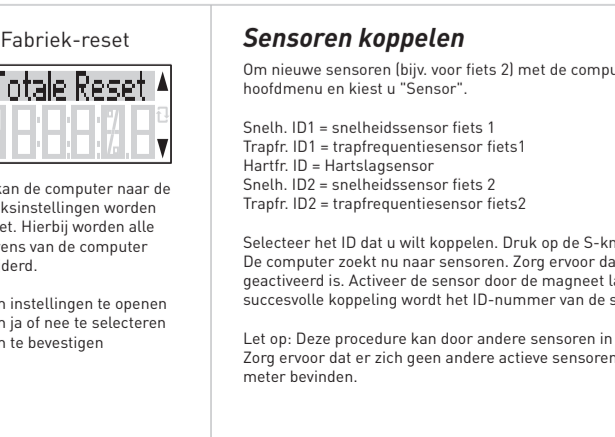 Fabriek-reset
Totale Reset
kan de computer naar de
ksinstellingen worden
et. Hierbij worden alle
ens van de computer
derd.
n instellingen te openen
n ja of nee te selecteren
n te bevestigen
Sensoren koppelen
Om nieuwe sensoren (bijv. voor fiets 2) met de compu
hoofdmenu en kiest u "Sensor".
Snelh. ID1 = snelheidssensor fiets 1
Trapfr. ID1 = trapfrequentiesensor fiets1
Hartfr. ID = Hartslagsensor
Snelh. ID2 = snelheidssensor fiets 2
Trapfr. ID2 = trapfrequentiesensor fiets2
Selecteer het ID dat u wilt koppelen. Druk op de S-kn
De computer zoekt nu naar sensoren. Zorg ervoor da
geactiveerd is. Activeer de sensor door de magneet l
succesvolle koppeling wordt het ID-nummer van de s
Let op: Deze procedure kan door andere sensoren in
Zorg ervoor dat er zich geen andere actieve sensoren
meter bevinden.